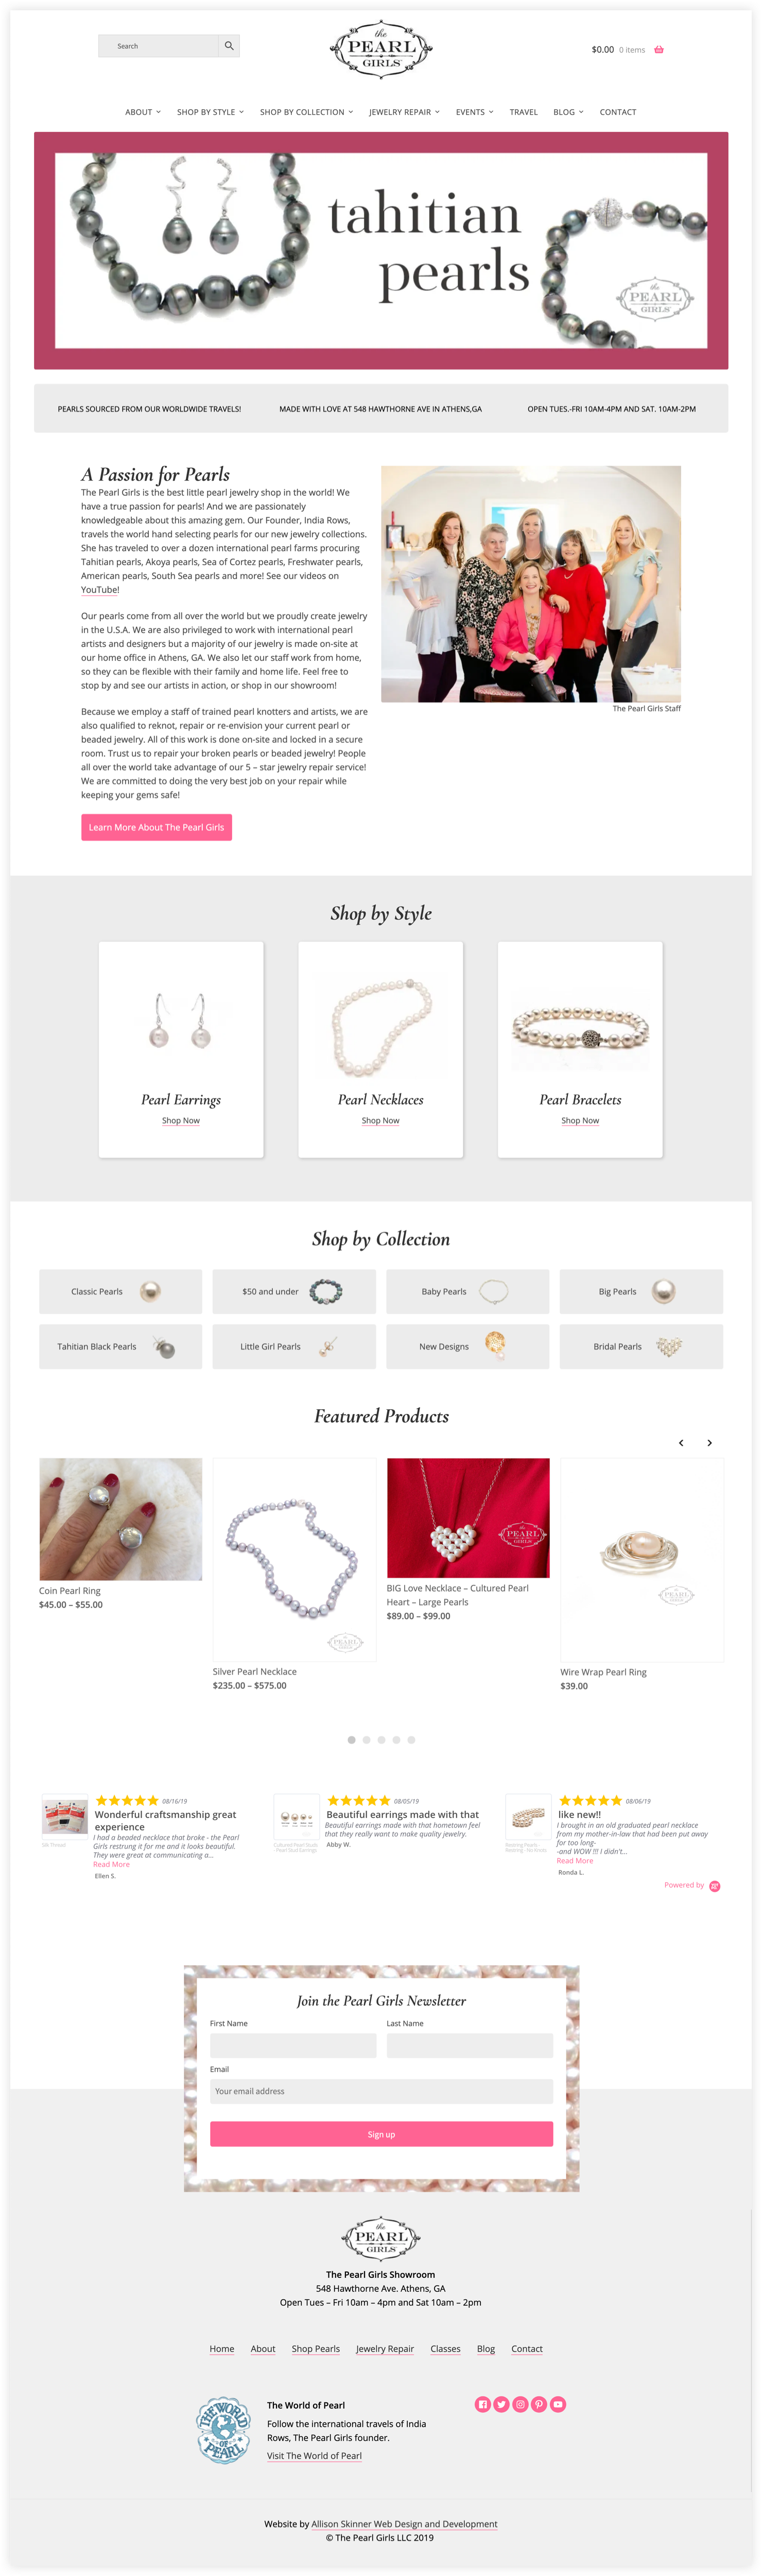 Search
the
PEARL
GIRLS
$0.00 0 items
ABOUT SHOP BY STYLE SHOP BY COLLECTION JEWELRY REPAIR EVENTS TRAVEL BLOG CONTACT
tahitian
pearls
the
PEARL
GIRLS
PEARLS SOURCED FROM OUR WORLDWIDE TRAVELS! MADE WITH LOVE AT 548 HAWTHORNE AVE IN ATHENS,GA OPEN TUES.-FRI 10AM-4PM AND SAT. 10AM-2PM
A Passion for Pearls
The Pearl Girls is the best little pearl jewelry shop in the world! We
have a true passion for pearls! And we are passionately
knowledgeable about this amazing gem. Our Founder, India Rows,
travels the world hand selecting pearls for our new jewelry collections.
She has traveled to over a dozen international pearl farms procuring
Tahitian pearls, Akoya pearls, Sea of Cortez pearls, Freshwater pearls,
American pearls, South Sea pearls and more! See our videos on
YouTube!
Our pearls come from all over the world but we proudly create jewelry
in the U.S.A. We are also privileged to work with international pearl
artists and designers but a majority of our jewelry is made on-site at
our home office in Athens, GA. We also let our staff work from home,
so they can be flexible with their family and home life. Feel free to
stop by and see our artists in action, or shop in our showroom!
Because we employ a staff of trained pearl knotters and artists, we are
also qualified to reknot, repair or re-envision your current pearl or
beaded jewelry. All of this work is done on-site and locked in a secure
room. Trust us to repair your broken pearls or beaded jewelry! People
all over the world take advantage of our 5 – star jewelry repair service!
We are committed to doing the very best job on your repair while
keeping your gems safe!
The Pearl Girls Staff
Learn More About The Pearl Girls
Shop by Style
Pearl Earrings
Shop Now
Pearl Necklaces
Shop Now
Pearl Bracelets
Shop Now
Shop by Collection
Classic Pearls
$50 and under
Baby Pearls
Big Pearls
Tahitian Black Pearls
Little Girl Pearls
New Designs
Bridal Pearls
Featured Products
Coin Pearl Ring
$45.00 – $55.00
PEARL
GIRLS
Silver Pearl Necklace
$235.00 – $575.00
the
PEARL
GIRLS
BIG Love Necklace – Cultured Pearl
Heart – Large Pearls
$89.00 – $99.00
PEARL
GIRLS
Wire Wrap Pearl Ring
$39.00
08/16/19
Wonderful craftsmanship great
experience
I had a beaded necklace that broke - the Pearl
Girls restrung it for me and it looks beautiful.
They were great at communicating a...
Read More
Ellen S.
Silk Thread
08/05/19
Beautiful earrings made with that
Beautiful earrings made with that hometown feel
that they really want to make quality jewelry.
Abby W.
Cultured Pearl Studs
- Pearl Stud Earrings
08/06/19
like new!!
I brought in an old graduated pearl necklace
from my mother-in-law that had been put away
for too long-
-and WOW !!! I didn't...
Read More
Ronda L.
Restring Pearls -
Restring - No Knots
Powered by
Join the Pearl Girls Newsletter
First Name Last Name
Email
Your email address
Sign up
the
PEARL
GIRLS
The Pearl Girls Showroom
548 Hawthorne Ave. Athens, GA
Open Tues – Fri 10am – 4pm and Sat 10am – 2pm
Home About Shop Pearls Jewelry Repair Classes Blog Contact
THE WORLD
OF PEARL
The World of Pearl
Follow the international travels of India
Rows, The Pearl Girls founder.
Visit The World of Pearl
Website by Allison Skinner Web Design and Development
© The Pearl Girls LLC 2019